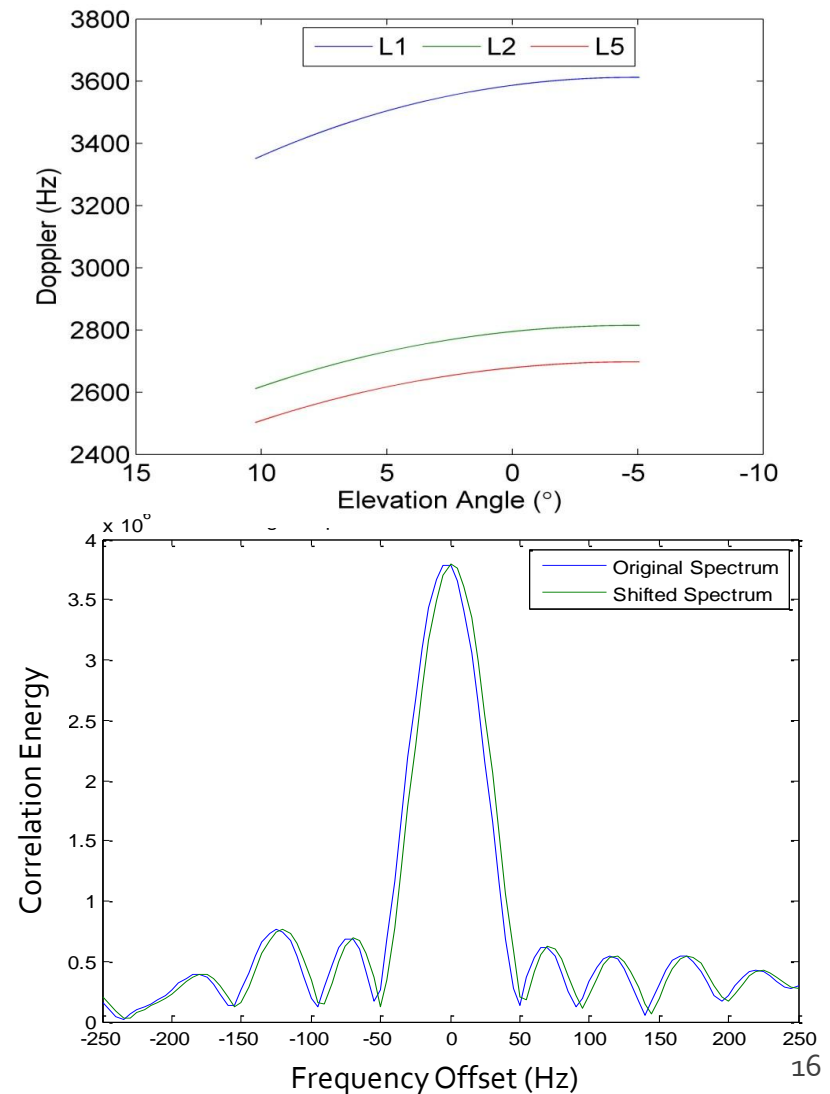 3800
3600
3400
3200
3000
2800
2600
2400
L1 L2 L5
Doppler (Hz)
15 10 5 0 -5 -10
Elevation Angle (°)
x 10⁶
4
3.5
3
2.5
2
1.5
1
0.5
0
Original Spectrum
Shifted Spectrum
Correlation Energy
-250 -200 -150 -100 -50 0 50 100 150 200 250
Frequency Offset (Hz)
16